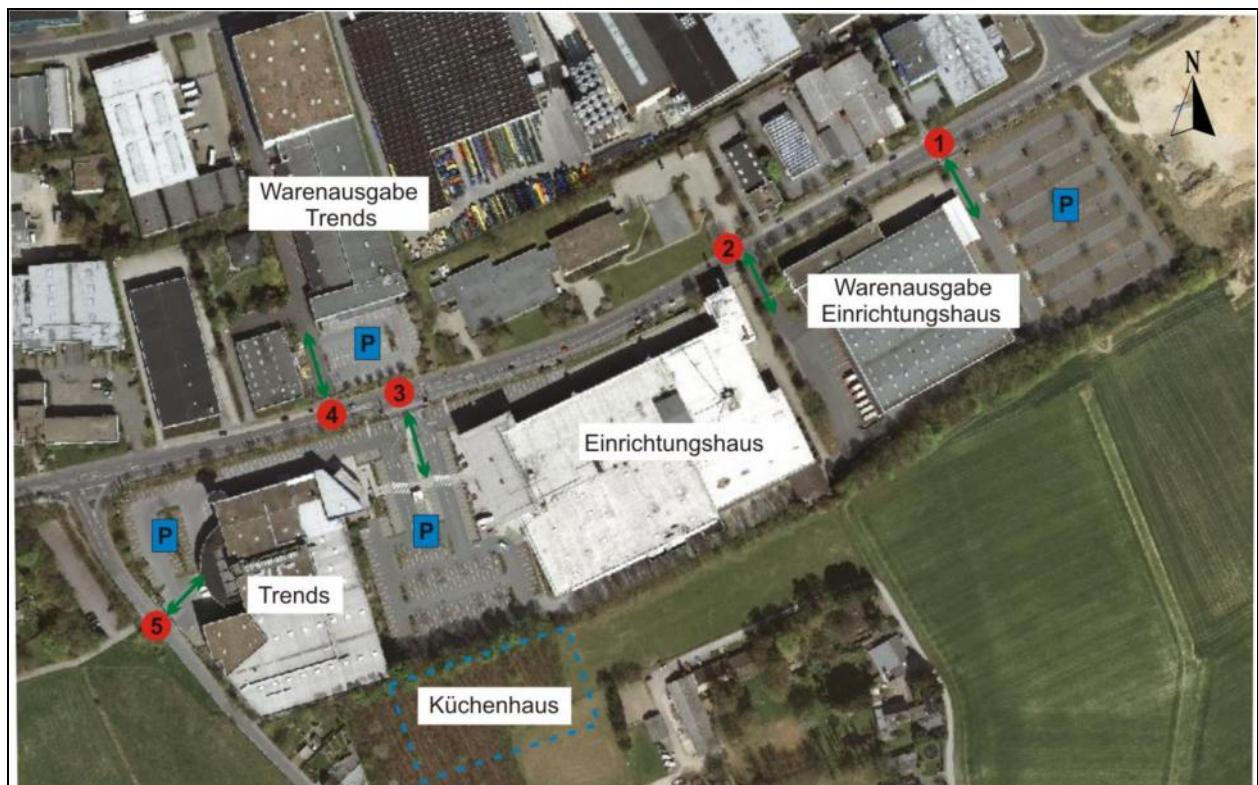 N
1
P
Warenausgabe
Trends
2
Warenausgabe
Einrichtungshaus
P
3
4
Einrichtungshaus
P
P
Trends
5
Küchenhaus